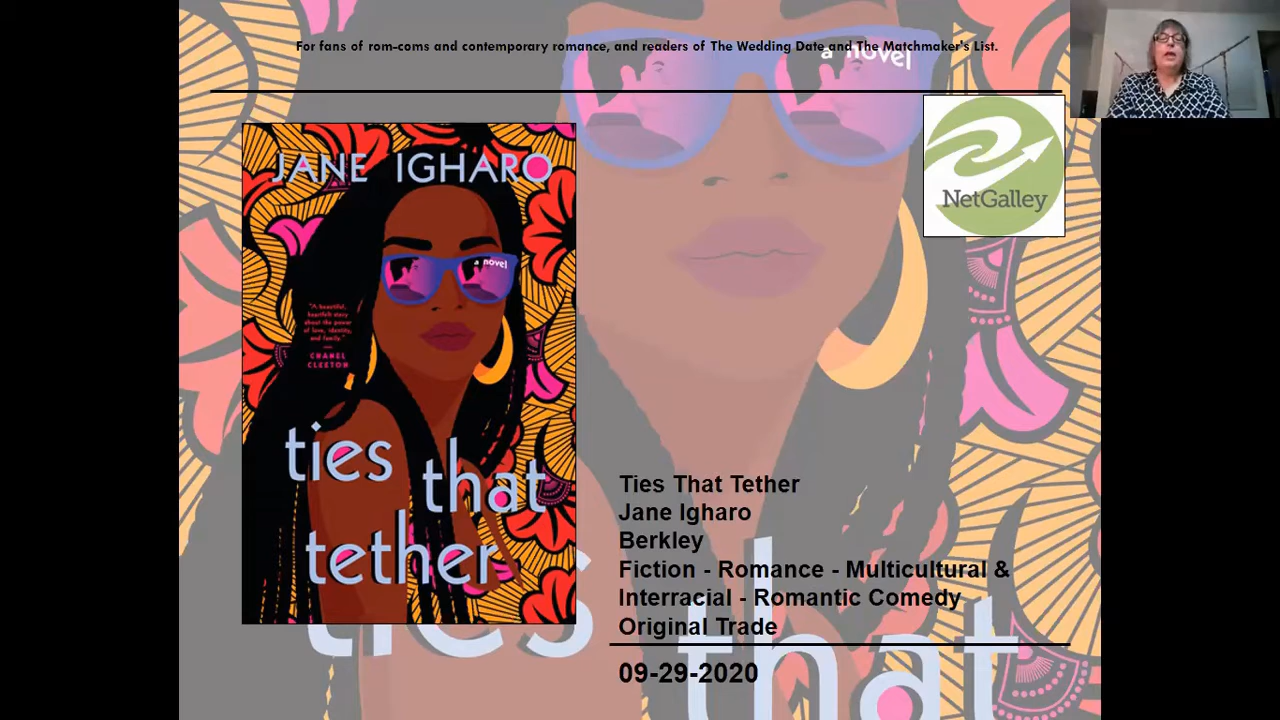 For fans of rom-coms and contemporary romance, and readers of The Wedding Date and The Matchmaker's List.
a novel
NetGalley
JANE IGHARO
a novel
"A beautiful,
heartfelt story
about the power
of love, identity,
and family."
—
CHANEL
CLEETON
ties
that
tether
Ties That Tether
Jane Igharo
Berkley
Fiction - Romance - Multicultural &
Interracial - Romantic Comedy
Original Trade
09-29-2020
ties
that